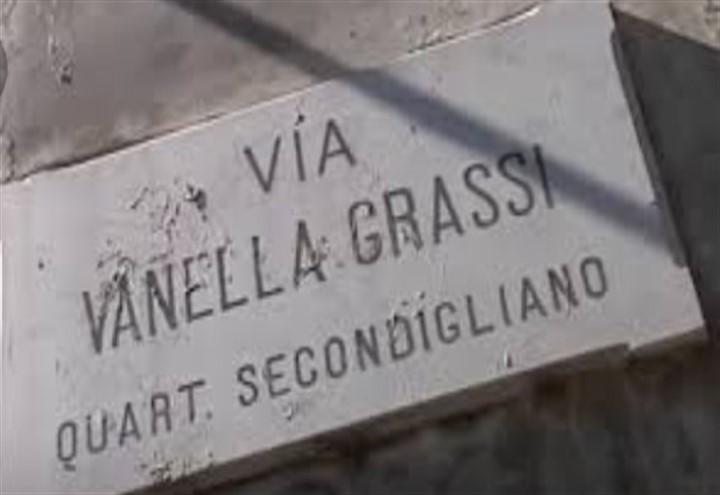 VIA
VANELLA GRASSI
QUART. SECONDIGLIANO